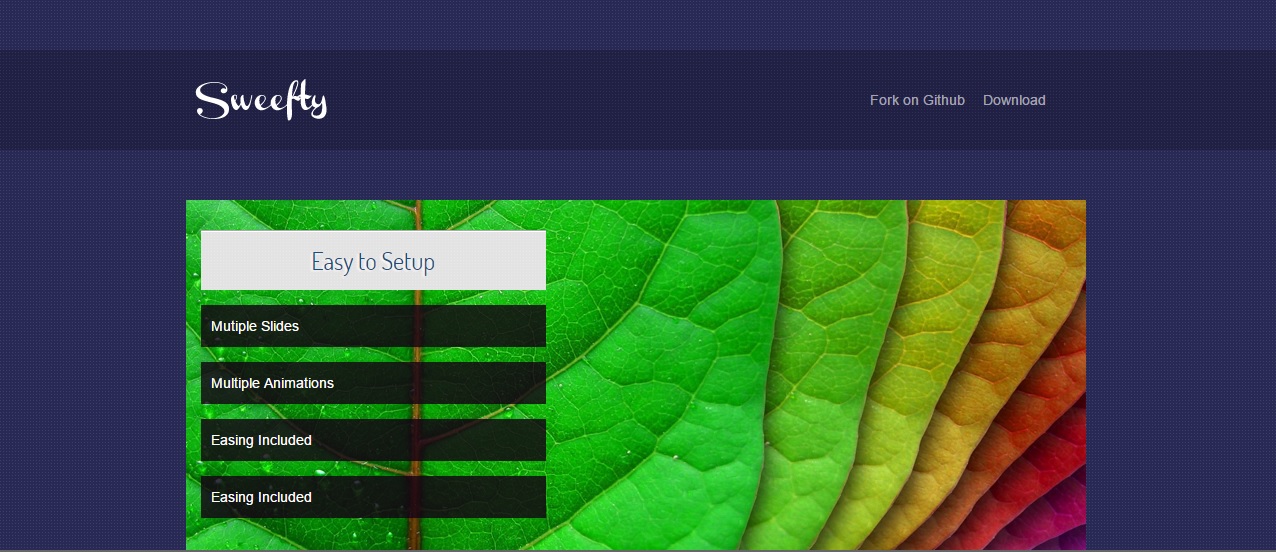 Sweefty
Fork on Github
Download
Easy to Setup
Mutiple Slides
Multiple Animations
Easing Included
Easing Included